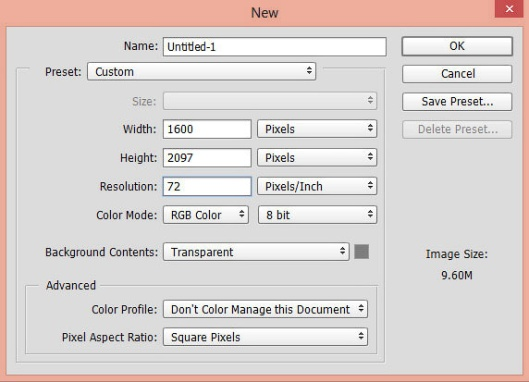 New
Name: Untitled-1
OK
Preset: Custom
Cancel
Size:
Save Preset...
Width: 1600 Pixels
Delete Preset...
Height: 2097 Pixels
Resolution: 72 Pixels/Inch
Color Mode: RGB Color 8 bit
Background Contents: Transparent
Image Size:
9.60M
Advanced
Color Profile: Don't Color Manage this Document
Pixel Aspect Ratio: Square Pixels